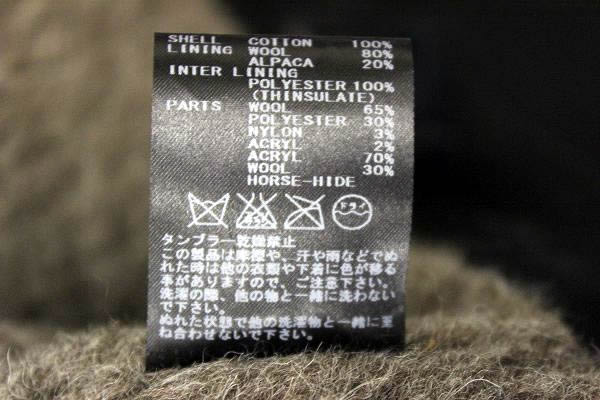 SHELL COTTON 100%
LINING WOOL 80%
ALPACA 20%
INTER LINING
POLYESTER 100%
(THINSULATE)
PARTS WOOL 65%
POLYESTER 30%
NYLON 3%
ACRYL 2%
ACRYL 70%
WOOL 30%
HORSE-HIDE
ドライ
タンブラー乾燥禁止
この製品は摩擦や、汗や雨などでぬ
れた時は他の衣類や下着に色が移る
事がありますので、ご注意下さい。
洗濯の際、他の物と一緒に洗わない
で下さい。
ぬれた状態で他の洗濯物と一緒に重
ね合わせないで下さい。